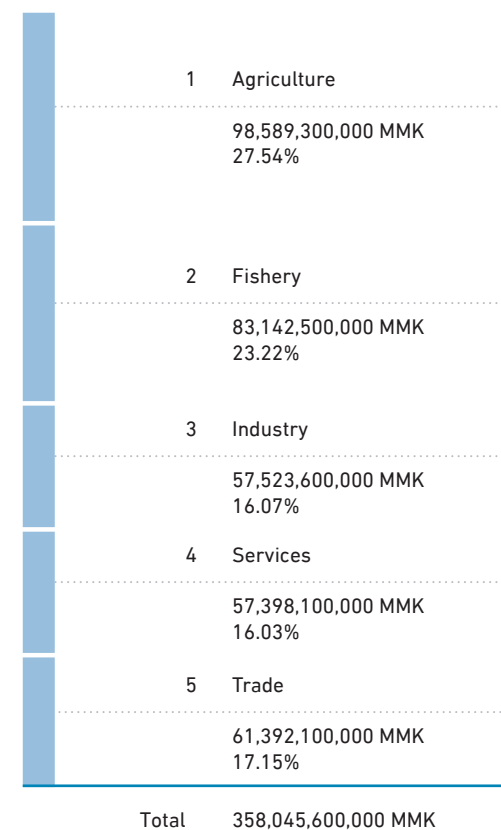 1 Agriculture
98,589,300,000 MMK
27.54%
2 Fishery
83,142,500,000 MMK
23.22%
3 Industry
57,523,600,000 MMK
16.07%
4 Services
57,398,100,000 MMK
16.03%
5 Trade
61,392,100,000 MMK
17.15%
Total 358,045,600,000 MMK